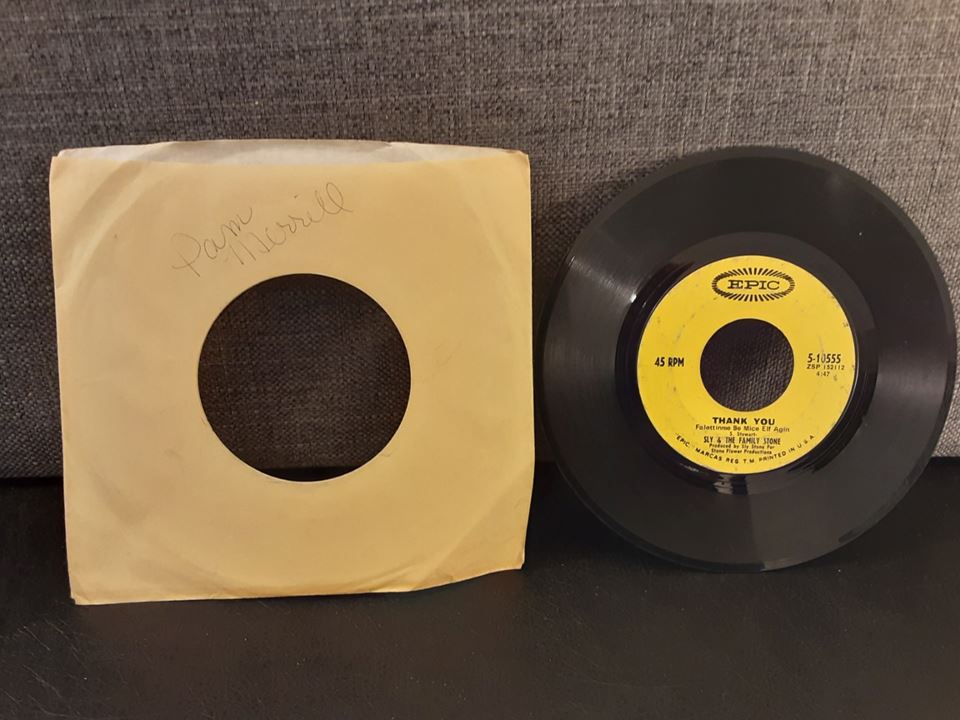 Pam
Merrill
EPIC
45 RPM
5-10555
ZSP 152112
4:47
THANK YOU
Falettinme Be Mice Elf Agin
S. Stewart
SLY & THE FAMILY STONE
Produced by Sly Stone For
Stone Flower Productions
EPIC, MARCAS REG. T.M. PRINTED IN U.S.A.